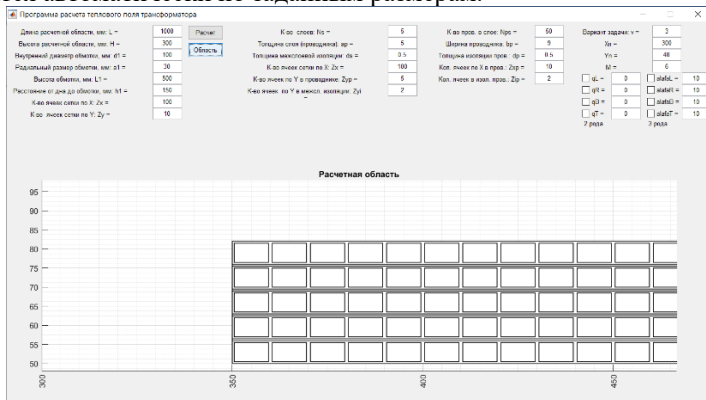 Программа расчета теплового поля трансформатора
Длина расчетной области, мм: L = 1000
Высота расчетной области, мм: H = 300
Внутренний диаметр обмотки, мм: d1 = 100
Радиальный размер обмотки, мм: a1 = 30
Высота обмотки, мм: L1 = 500
Расстояние от дна до обмотки, мм: h1 = 150
К-во ячеек сетки по X: Zx = 100
К-во ячеек сетки по Y: Zy = 10
Расчет
Область
К-во слоев: Ns = 5
Толщина слоя (проводника): ap = 5
Толщина межслоевой изоляции: ds = 0.5
К-во ячеек сетки по X: Zx = 100
К-во ячеек по Y в проводнике: Zyp = 5
К-во ячеек по Y в межсл. изоляции: Zyi 2
К-во пров. в слое: Nps = 50
Ширина проводника: bp = 9
Толщина изоляции пров.: dp = 0.5
Кол. ячеек по X в пров.: Zxp = 10
Кол. ячеек в изол. пров.: Zip = 2
Вариант задачи: v = 3
Xn = 300
Yn = 48
M = 6
qL = 0 alafaL = 10
qR = 0 alafaR = 10
qD = 0 alafaD = 10
qT = 0 alafaT = 10
2 рода 3 рода
Расчетная область
95
90
85
80
75
70
65
60
55
50
300 350 400 450